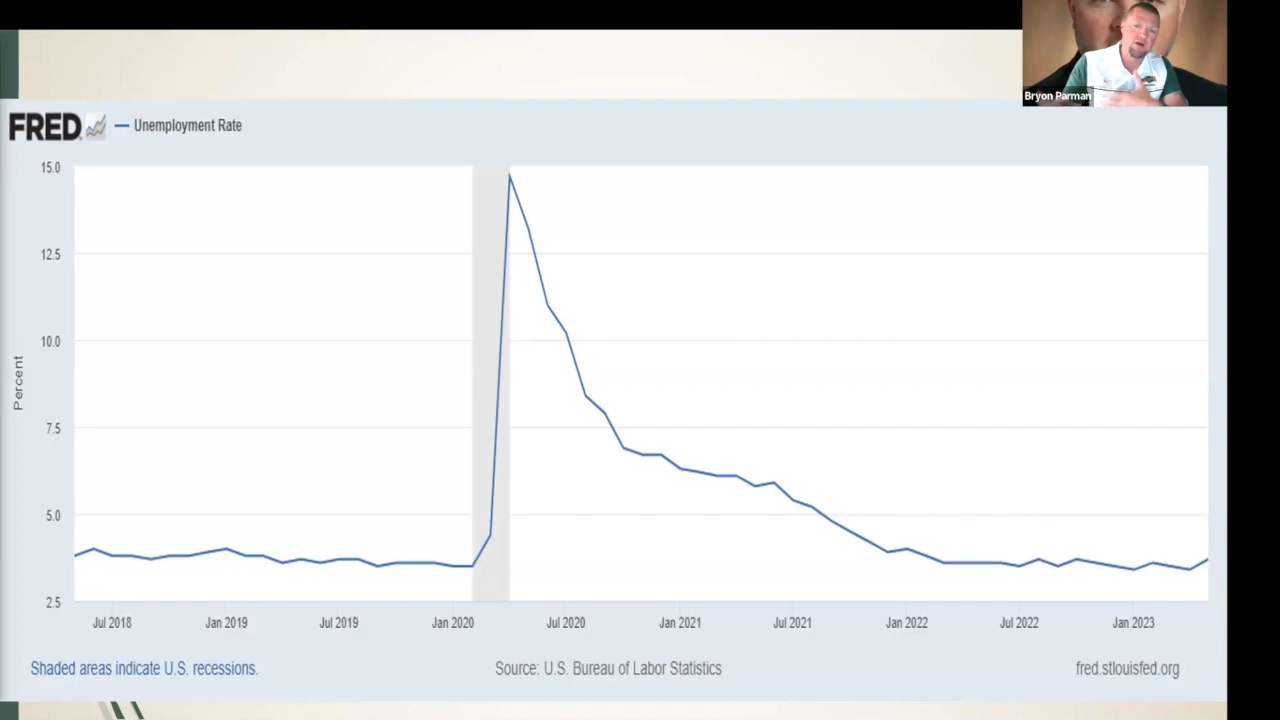 Bryon Parman
FRED
Unemployment Rate
15.0
12.5
10.0
7.5
5.0
2.5
Percent
Jul 2018 Jan 2019 Jul 2019 Jan 2020 Jul 2020 Jan 2021 Jul 2021 Jan 2022 Jul 2022 Jan 2023
Shaded areas indicate U.S. recessions. Source: U.S. Bureau of Labor Statistics fred.stlouisfed.org